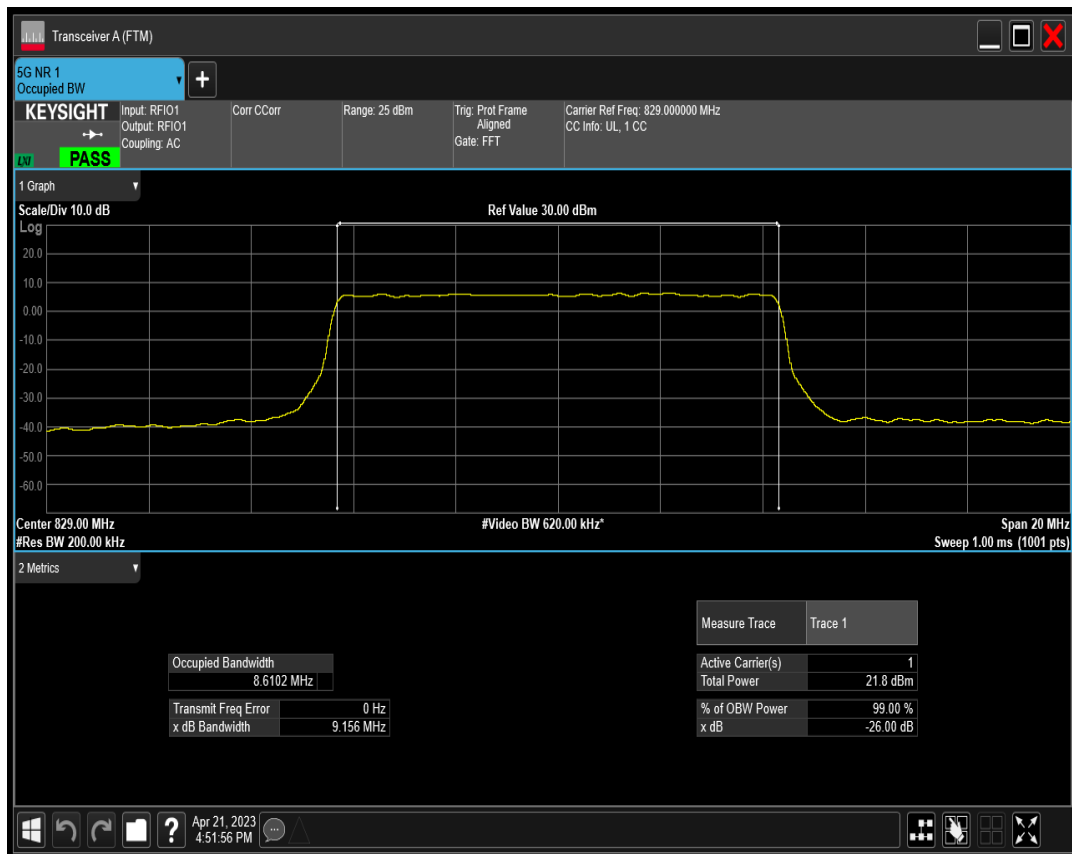 Transceiver A (FTM)
5G NR 1
Occupied BW
+
KEYSIGHT
LXI
PASS
Input: RFIO1
Output: RFIO1
Coupling: AC
Corr CCorr
Range: 25 dBm
Trig: Prot Frame
Aligned
Gate: FFT
Carrier Ref Freq: 829.000000 MHz
CC Info: UL, 1 CC
1 Graph
Scale/Div 10.0 dB
Ref Value 30.00 dBm
Log
20.0
10.0
0.00
-10.0
-20.0
-30.0
-40.0
-50.0
-60.0
Center 829.00 MHz
#Video BW 620.00 kHz*
Span 20 MHz
#Res BW 200.00 kHz
Sweep 1.00 ms (1001 pts)
2 Metrics
Measure Trace Trace 1
Occupied Bandwidth
8.6102 MHz
Active Carrier(s) 1
Total Power 21.8 dBm
Transmit Freq Error 0 Hz
x dB Bandwidth 9.156 MHz
% of OBW Power 99.00 %
x dB -26.00 dB
?
Apr 21, 2023
4:51:56 PM